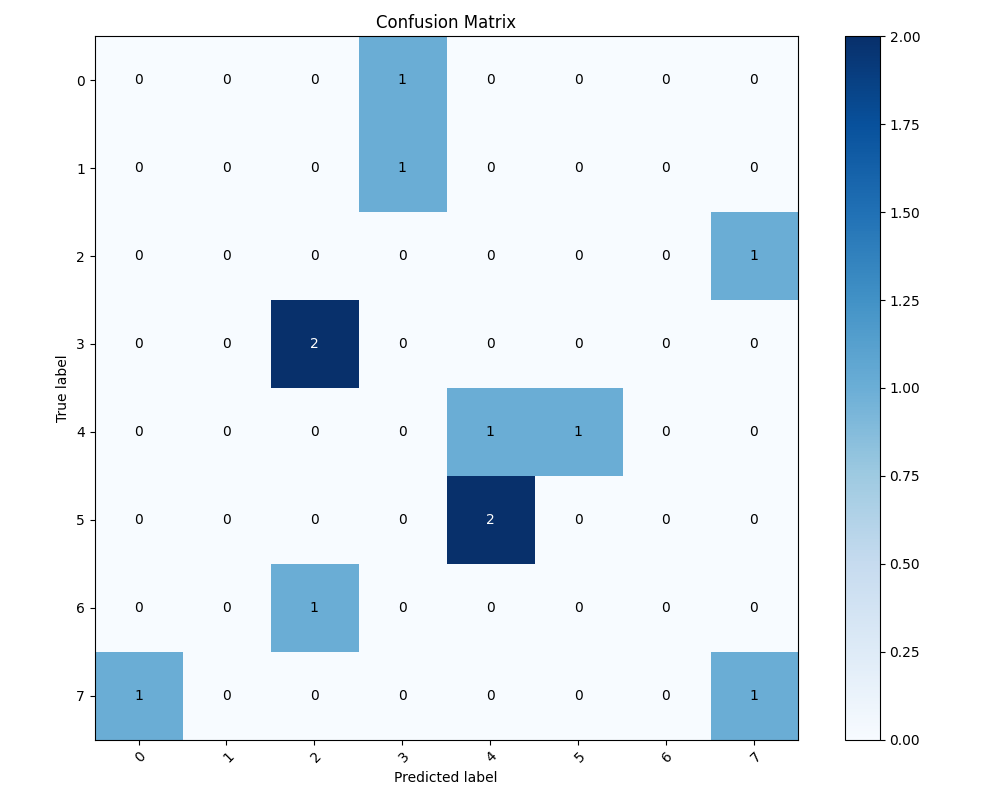 Confusion Matrix
0 0 0 0 1 0 0 0 0
1 0 0 0 1 0 0 0 0
2 0 0 0 0 0 0 0 1
3 0 0 2 0 0 0 0 0
4 0 0 0 0 1 1 0 0
5 0 0 0 0 2 0 0 0
6 0 0 1 0 0 0 0 0
7 1 0 0 0 0 0 0 1
0 1 2 3 4 5 6 7
True label
Predicted label
2.00
1.75
1.50
1.25
1.00
0.75
0.50
0.25
0.00